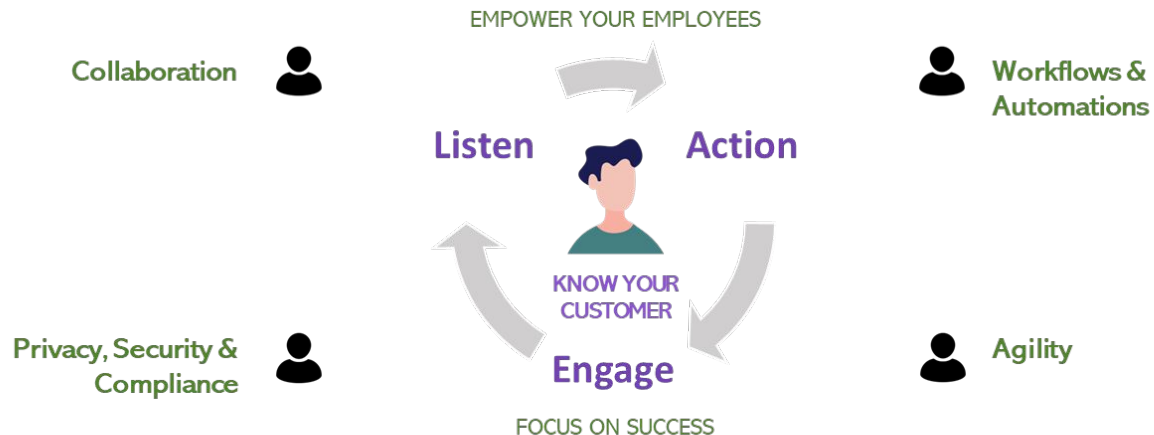 EMPOWER YOUR EMPLOYEES
Collaboration
Workflows &
Automations
Listen
Action
KNOW YOUR
CUSTOMER
Privacy, Security &
Compliance
Agility
Engage
FOCUS ON SUCCESS